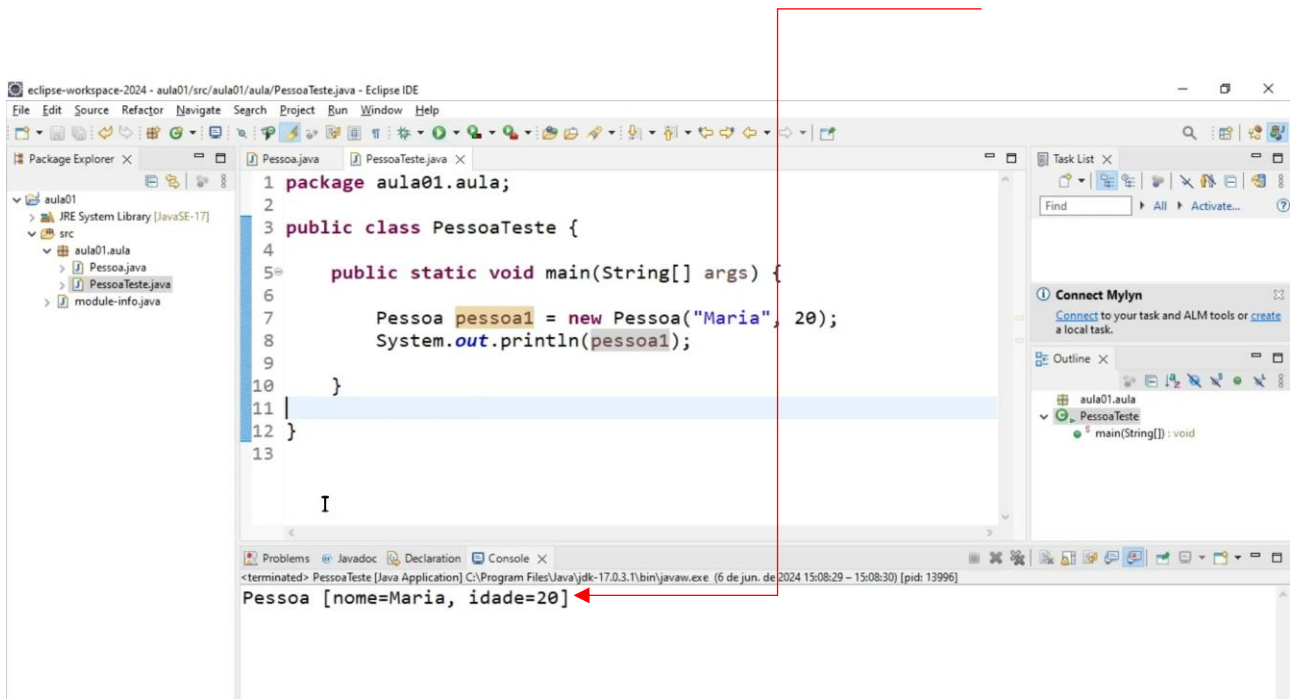 eclipse-workspace-2024 - aula01/src/aula01/aula/PessoaTeste.java - Eclipse IDE
File Edit Source Refactor Navigate Search Project Run Window Help
Package Explorer
aula01
JRE System Library [JavaSE-17]
src
aula01.aula
Pessoa.java
PessoaTeste.java
module-info.java
Pessoa.java PessoaTeste.java
1 package aula01.aula;
2
3 public class PessoaTeste {
4
5 public static void main(String[] args) {
6
7 Pessoa pessoa1 = new Pessoa("Maria", 20);
8 System.out.println(pessoa1);
9
10 }
11
12 }
13
Task List
Find All Activate...
Connect Mylyn
Connect to your task and ALM tools or create
a local task.
Outline
aula01.aula
PessoaTeste
main(String[]) : void
Problems Javadoc Declaration Console
<terminated> PessoaTeste [Java Application] C:\Program Files\Java\jdk-17.0.3.1\bin\javaw.exe (6 de jun. de 2024 15:08:29 – 15:08:30) [pid: 13996]
Pessoa [nome=Maria, idade=20]